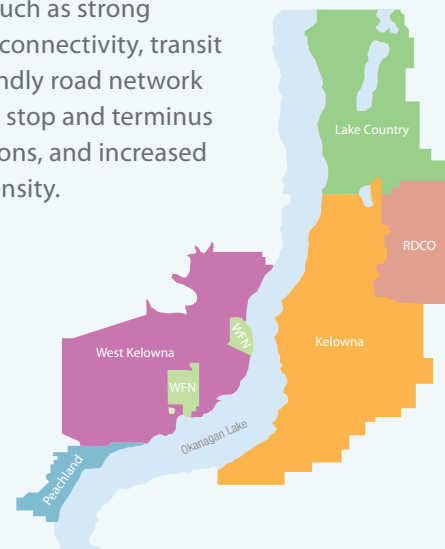 such as strong
connectivity, transit
ndly road network
stop and terminus
ons, and increased
nsity.
Lake Country
RDCO
Kelowna
WFN
West Kelowna
WFN
Okanagan Lake
Peachland